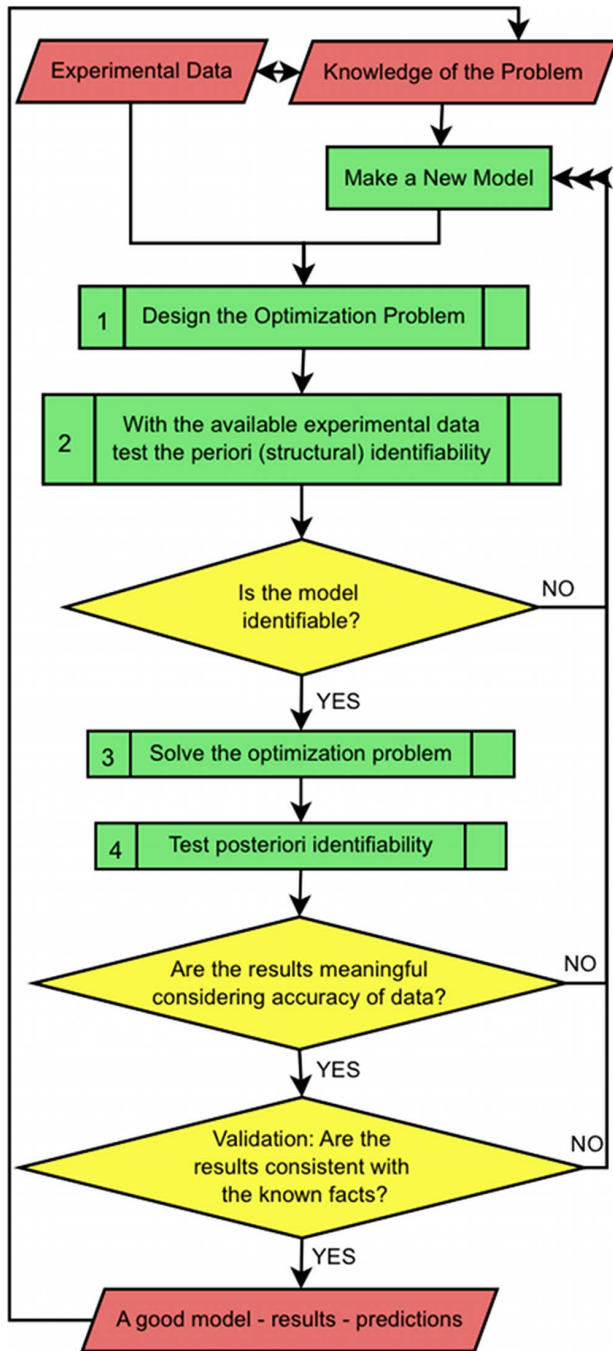 Experimental Data
Knowledge of the Problem
Make a New Model
1
Design the Optimization Problem
2
With the available experimental data
test the periori (structural) identifiability
Is the model
identifiable?
NO
YES
3
Solve the optimization problem
4
Test posteriori identifiability
Are the results meaningful
considering accuracy of data?
NO
YES
Validation: Are the
results consistent with
the known facts?
NO
YES
A good model - results - predictions